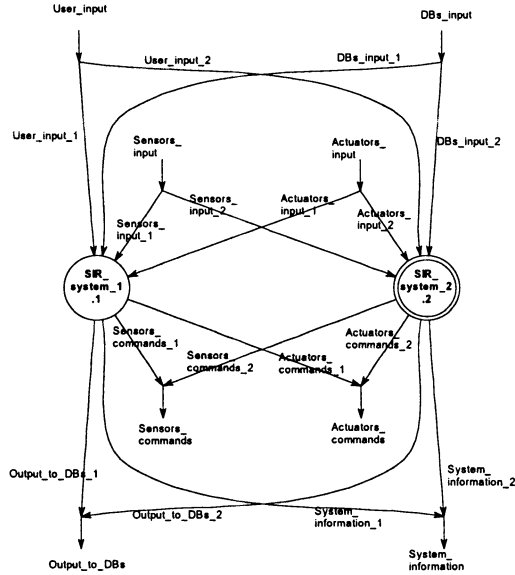 User_input
DBs_input
User_input_2
DBs_input_1
User_input_1
DBs_input_2
Sensors_
input
Actuators_
input
Sensors_
input_2
Actuators_
input_1
Sensors_
input_1
Actuators_
input_2
SIR_
system_1
.1
SIR_
system_2
.2
Sensors_
commands_1
Sensors_
commands_2
Actuators_
commands_1
Actuators_
commands_2
Sensors_
commands
Actuators_
commands
Output_to_DBs_1
System_
information_2
Output_to_DBs_2
System_
information_1
Output_to_DBs
System_
information